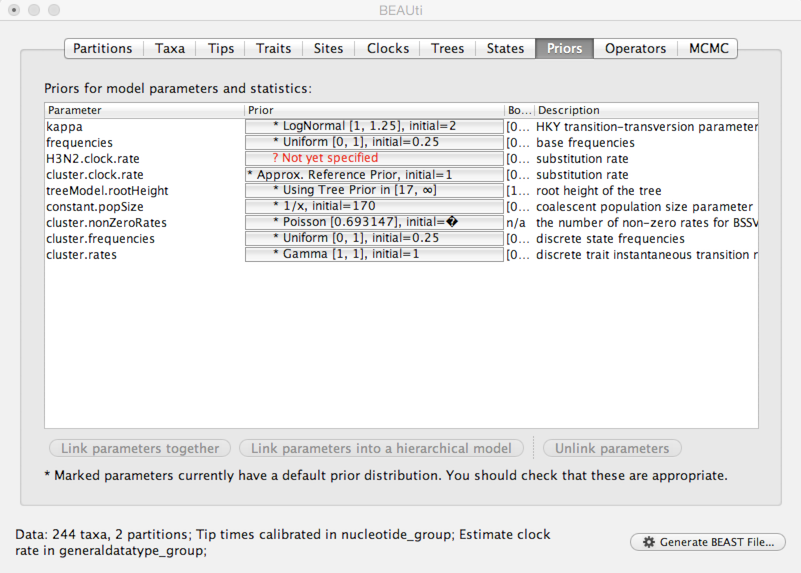 BEAUti
Partitions Taxa Tips Traits Sites Clocks Trees States Priors Operators MCMC
Priors for model parameters and statistics:
Parameter Prior Bo... Description
kappa * LogNormal [1, 1.25], initial=2 [0... HKY transition-transversion parameter
frequencies * Uniform [0, 1], initial=0.25 [0... base frequencies
H3N2.clock.rate ? Not yet specified [0... substitution rate
cluster.clock.rate * Approx. Reference Prior, initial=1 [0... substitution rate
treeModel.rootHeight * Using Tree Prior in [17, ∞] [1... root height of the tree
constant.popSize * 1/x, initial=170 [0... coalescent population size parameter
cluster.nonZeroRates * Poisson [0.693147], initial=� n/a the number of non-zero rates for BSSV
cluster.frequencies * Uniform [0, 1], initial=0.25 [0... discrete state frequencies
cluster.rates * Gamma [1, 1], initial=1 [0... discrete trait instantaneous transition r
Link parameters together Link parameters into a hierarchical model Unlink parameters
* Marked parameters currently have a default prior distribution. You should check that these are appropriate.
Data: 244 taxa, 2 partitions; Tip times calibrated in nucleotide_group; Estimate clock
rate in generaldatatype_group;
Generate BEAST File...